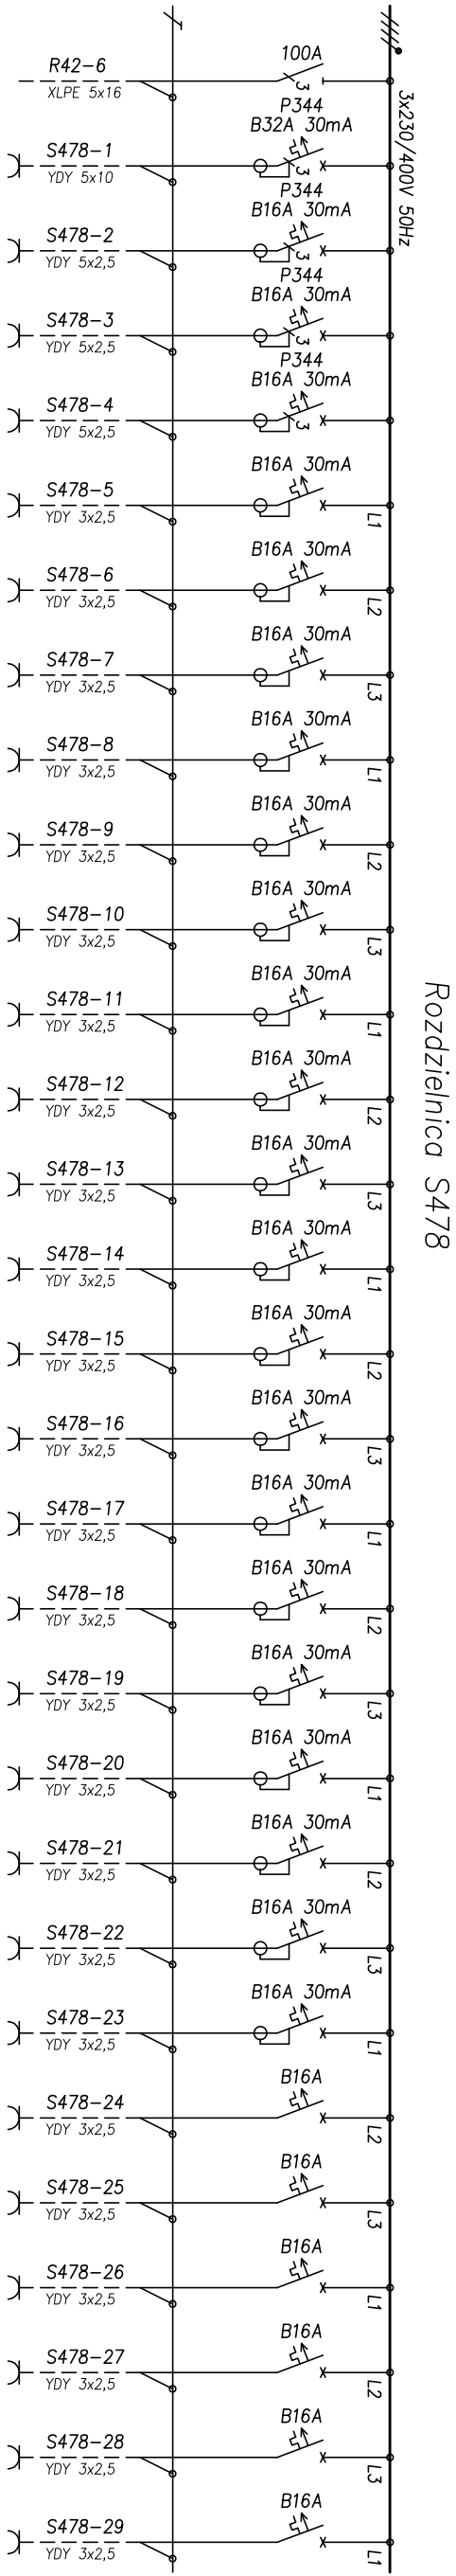 3x230/400V 50Hz
Rozdzielnica S478
R42-6
XLPE 5x16
100A
S478-1
YDY 5x10
P344
B32A 30mA
S478-2
YDY 5x2,5
P344
B16A 30mA
S478-3
YDY 5x2,5
P344
B16A 30mA
S478-4
YDY 5x2,5
P344
B16A 30mA
S478-5
YDY 3x2,5
B16A 30mA
L1
S478-6
YDY 3x2,5
B16A 30mA
L2
S478-7
YDY 3x2,5
B16A 30mA
L3
S478-8
YDY 3x2,5
B16A 30mA
L1
S478-9
YDY 3x2,5
B16A 30mA
L2
S478-10
YDY 3x2,5
B16A 30mA
L3
S478-11
YDY 3x2,5
B16A 30mA
L1
S478-12
YDY 3x2,5
B16A 30mA
L2
S478-13
YDY 3x2,5
B16A 30mA
L3
S478-14
YDY 3x2,5
B16A 30mA
L1
S478-15
YDY 3x2,5
B16A 30mA
L2
S478-16
YDY 3x2,5
B16A 30mA
L3
S478-17
YDY 3x2,5
B16A 30mA
L1
S478-18
YDY 3x2,5
B16A 30mA
L2
S478-19
YDY 3x2,5
B16A 30mA
L3
S478-20
YDY 3x2,5
B16A 30mA
L1
S478-21
YDY 3x2,5
B16A 30mA
L2
S478-22
YDY 3x2,5
B16A 30mA
L3
S478-23
YDY 3x2,5
B16A 30mA
L1
S478-24
YDY 3x2,5
B16A
L2
S478-25
YDY 3x2,5
B16A
L3
S478-26
YDY 3x2,5
B16A
L1
S478-27
YDY 3x2,5
B16A
L2
S478-28
YDY 3x2,5
B16A
L3
S478-29
YDY 3x2,5
B16A
L1
3
3
3
3
3